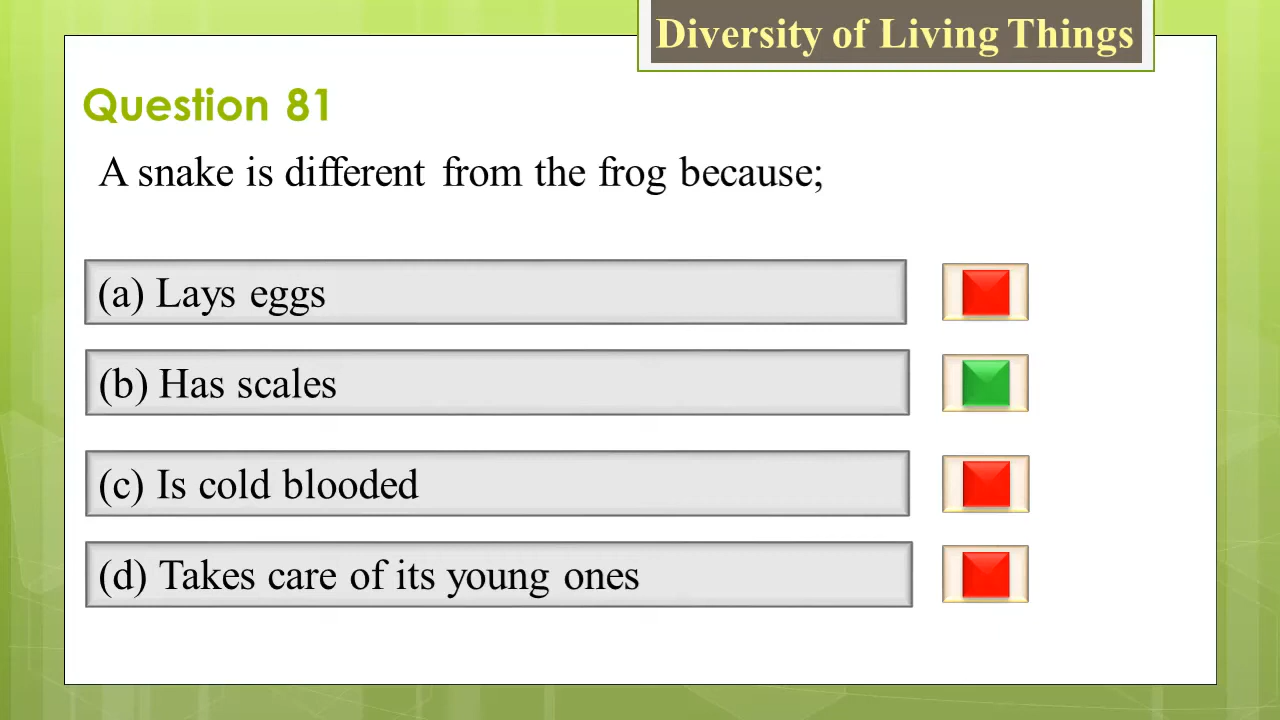 Diversity of Living Things
Question 81
A snake is different from the frog because;
(a) Lays eggs
(b) Has scales
(c) Is cold blooded
(d) Takes care of its young ones